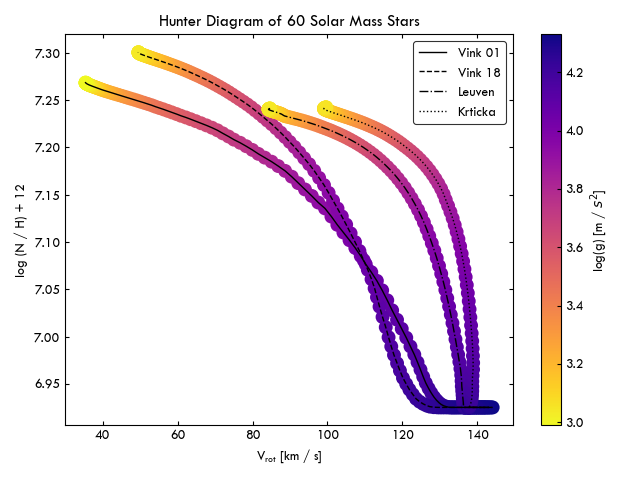 Hunter Diagram of 60 Solar Mass Stars
7.30
7.25
7.20
7.15
7.10
7.05
7.00
6.95
log (N / H) + 12
40
60
80
100
120
140
V_rot [km / s]
Vink 01
Vink 18
Leuven
Krticka
4.2
4.0
3.8
3.6
3.4
3.2
3.0
log(g) [m / s²]